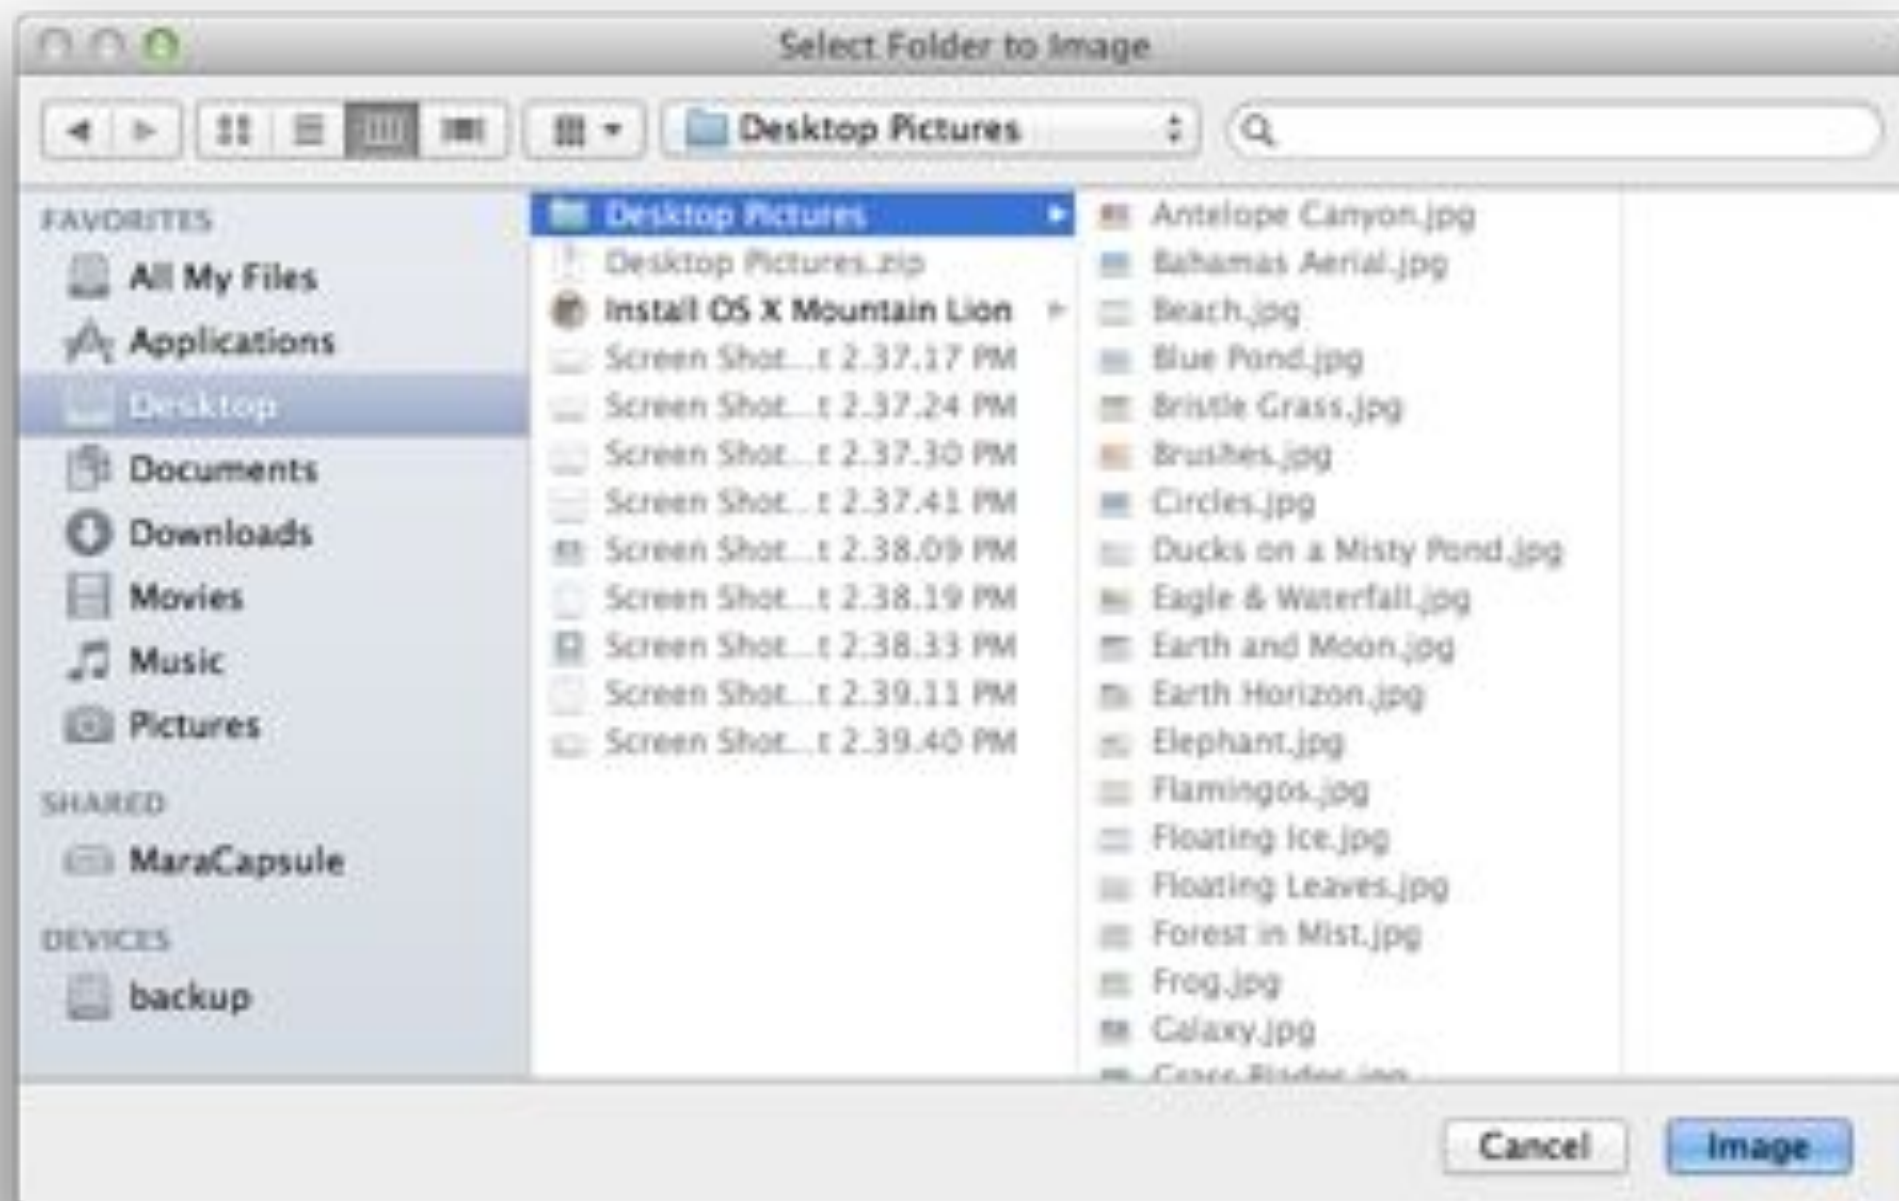 Select Folder to Image
Desktop Pictures
FAVORITES
All My Files
Applications
Desktop
Documents
Downloads
Movies
Music
Pictures
SHARED
MaraCapsule
DEVICES
backup
Desktop Pictures
Desktop Pictures.zip
Install OS X Mountain Lion
Screen Shot...t 2.37.17 PM
Screen Shot...t 2.37.24 PM
Screen Shot...t 2.37.30 PM
Screen Shot...t 2.37.41 PM
Screen Shot...t 2.38.09 PM
Screen Shot...t 2.38.19 PM
Screen Shot...t 2.38.33 PM
Screen Shot...t 2.39.11 PM
Screen Shot...t 2.39.40 PM
Antelope Canyon.jpg
Bahamas Aerial.jpg
Beach.jpg
Blue Pond.jpg
Bristle Grass.jpg
Brushes.jpg
Circles.jpg
Ducks on a Misty Pond.jpg
Eagle & Waterfall.jpg
Earth and Moon.jpg
Earth Horizon.jpg
Elephant.jpg
Flamingos.jpg
Floating Ice.jpg
Floating Leaves.jpg
Forest in Mist.jpg
Frog.jpg
Galaxy.jpg
Grass Blades.jpg
Cancel
Image